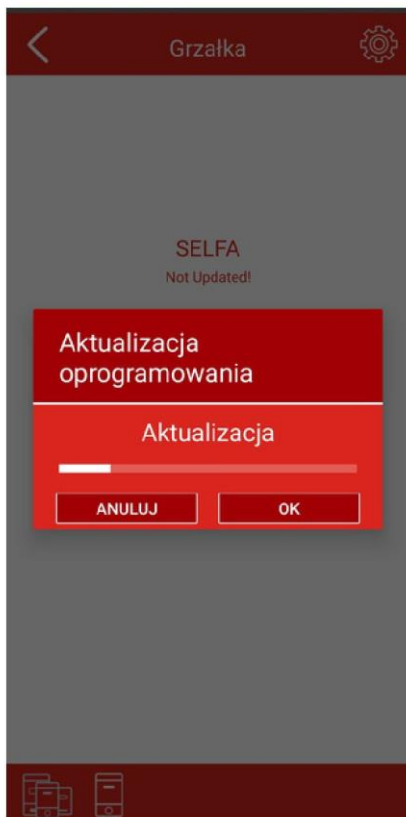 Grzałka
SELFA
Not Updated!
Aktualizacja
oprogramowania
Aktualizacja
ANULUJ
OK